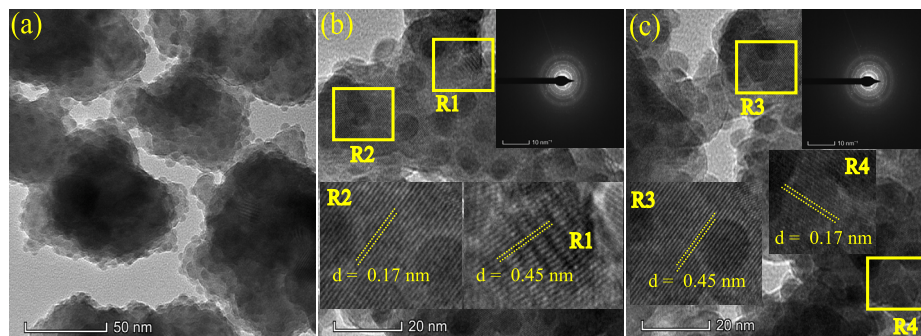 (a)
50 nm
(b)
R1
R2
10 nm⁻¹
R2
d = 0.17 nm
R1
d = 0.45 nm
20 nm
(c)
R3
10 nm⁻¹
R4
d = 0.17 nm
R3
d = 0.45 nm
20 nm
R4